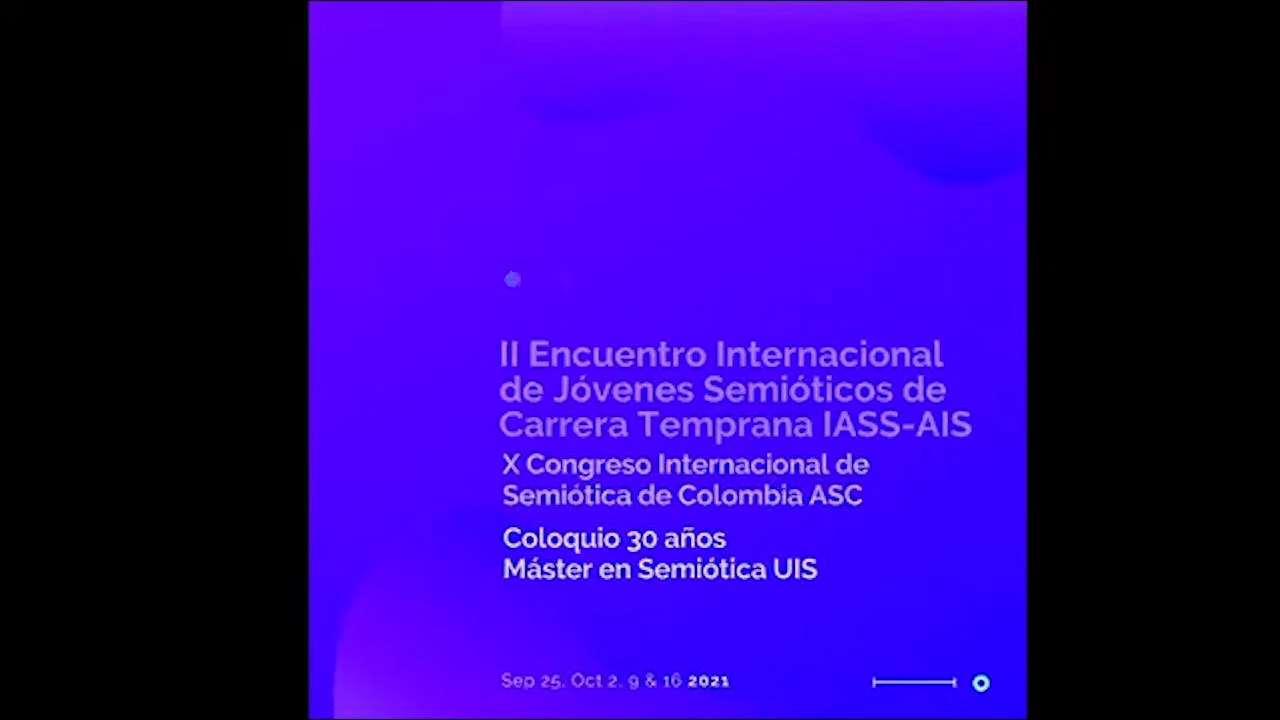 II Encuentro Internacional
de Jóvenes Semióticos de
Carrera Temprana IASS-AIS
X Congreso Internacional de
Semiótica de Colombia ASC
Coloquio 30 años
Máster en Semiótica UIS
Sep 25, Oct 2, 9 & 16 2021